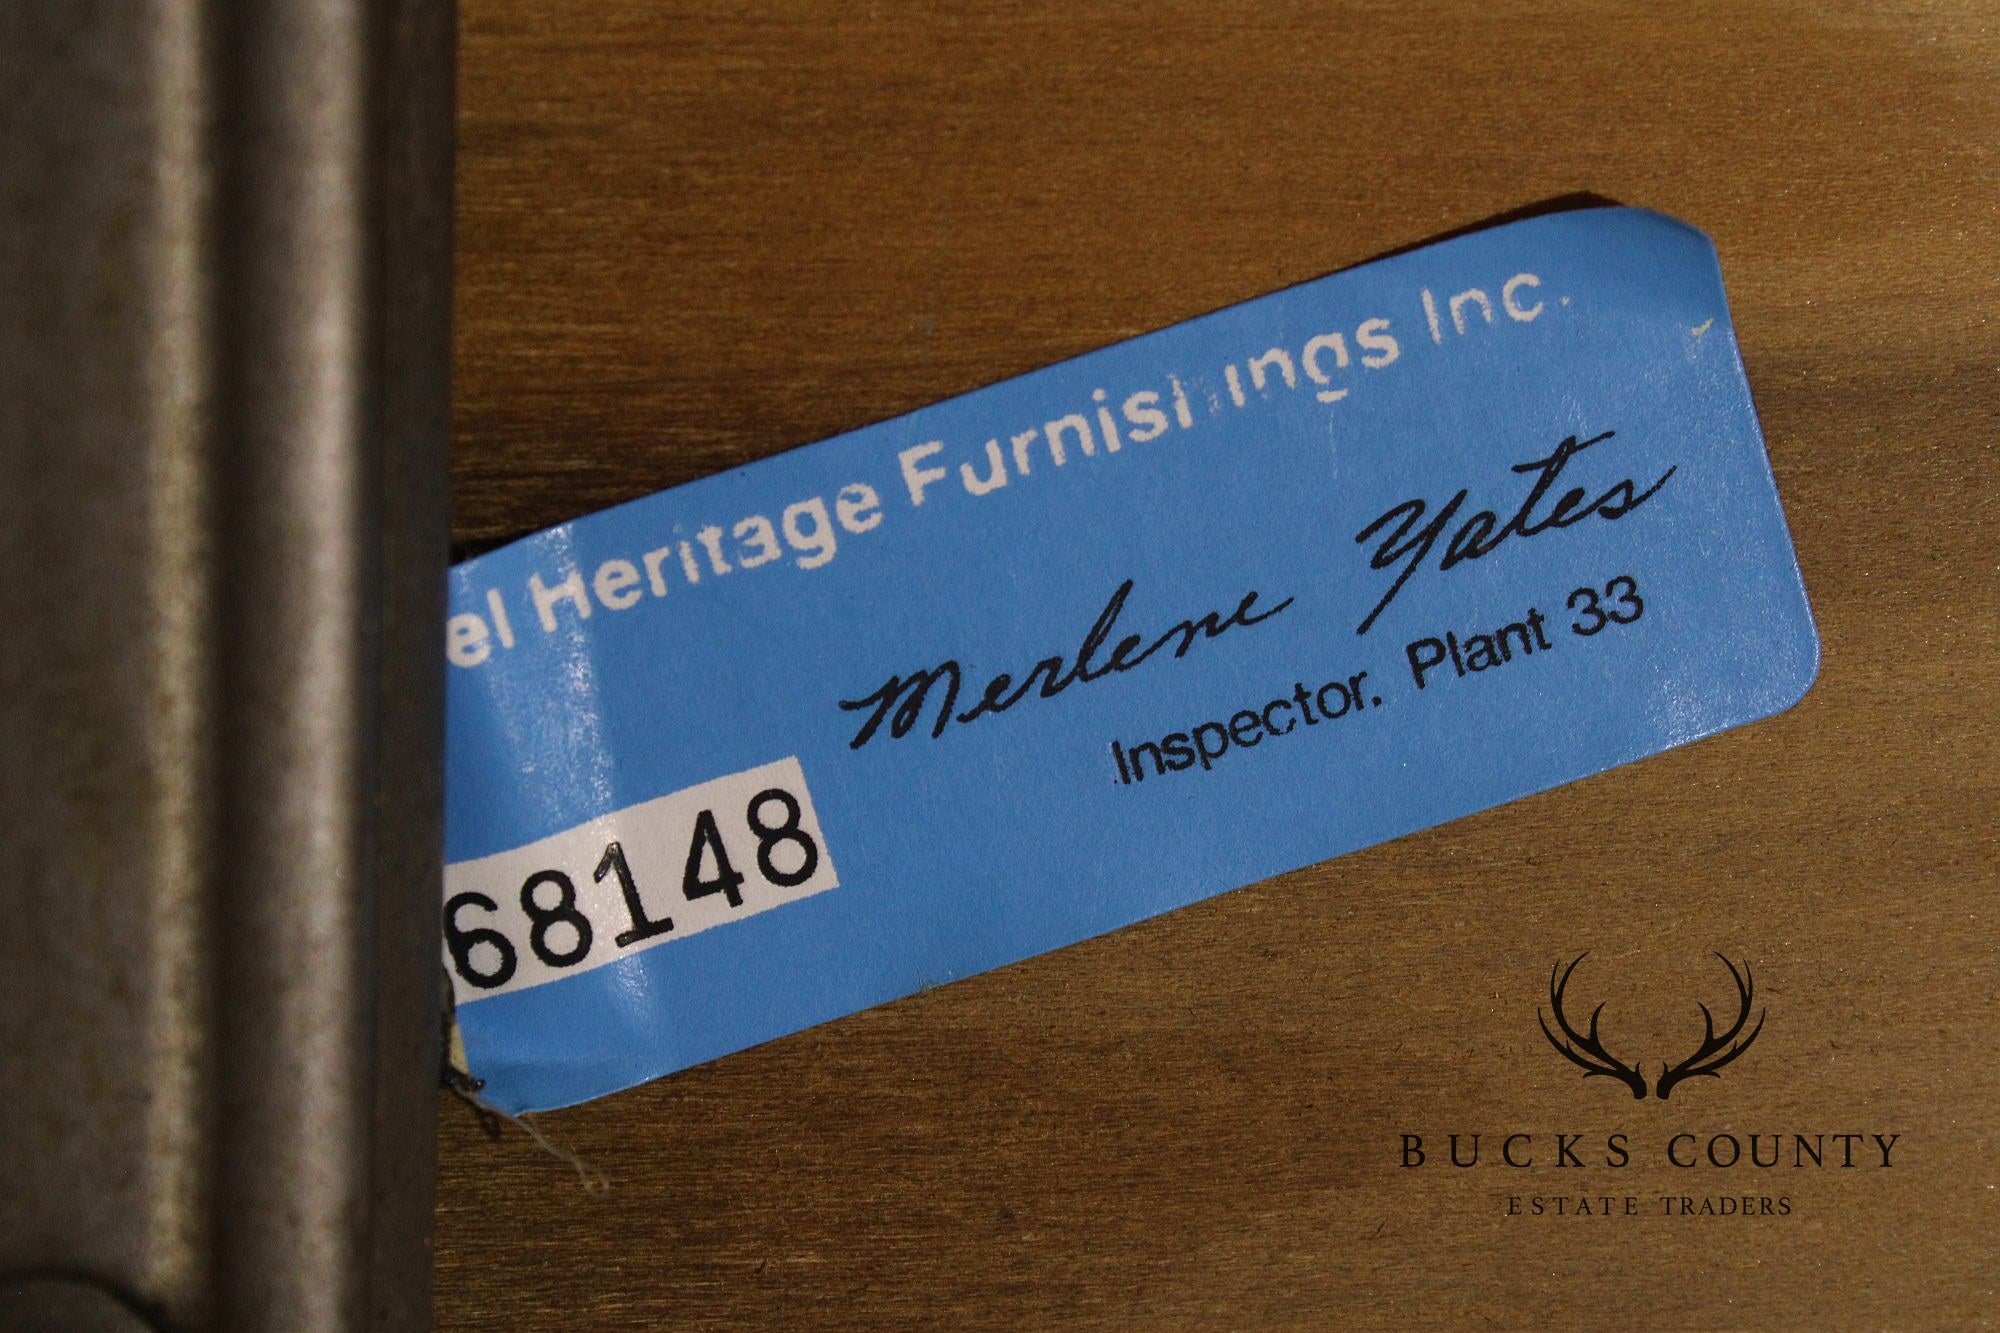 el Heritage Furnishings Inc.
Merlene Yates
Inspector, Plant 33
68148
BUCKS COUNTY
ESTATE TRADERS